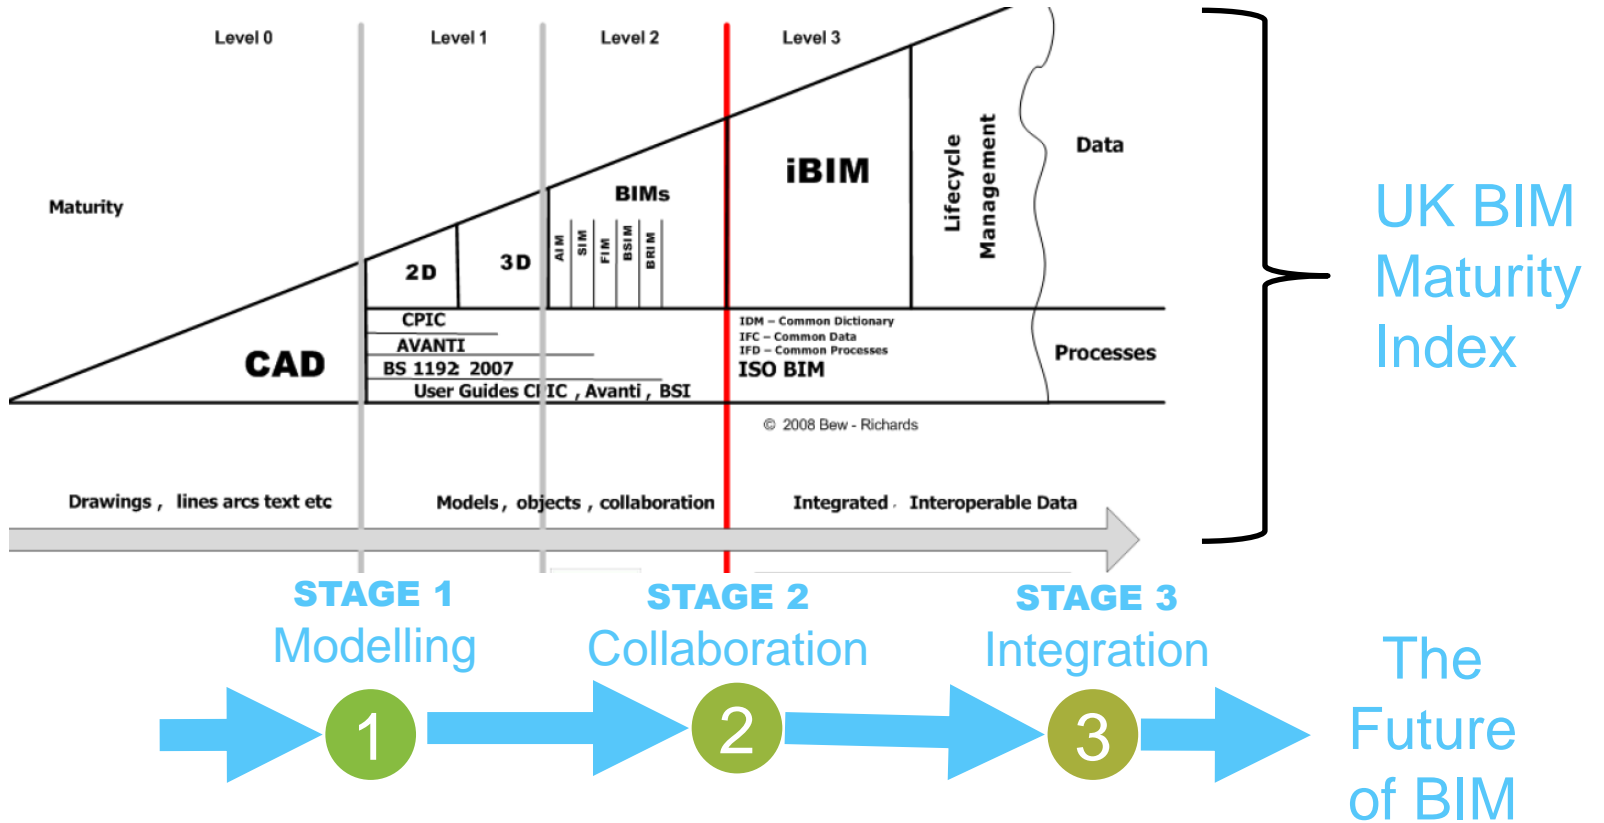 Level 0
Level 1
Level 2
Level 3
Maturity
CAD
2D
3D
BIMs
AIM
SIM
FIM
BSIM
BRIM
iBIM
Lifecycle
Management
Data
CPIC
AVANTI
BS 1192 2007
User Guides CPIC , Avanti , BSI
IDM – Common Dictionary
IFC – Common Data
IFD – Common Processes
ISO BIM
Processes
© 2008 Bew - Richards
Drawings , lines arcs text etc
Models , objects , collaboration
Integrated , Interoperable Data
UK BIM
Maturity
Index
STAGE 1
Modelling
STAGE 2
Collaboration
STAGE 3
Integration
1
2
3
The
Future
of BIM